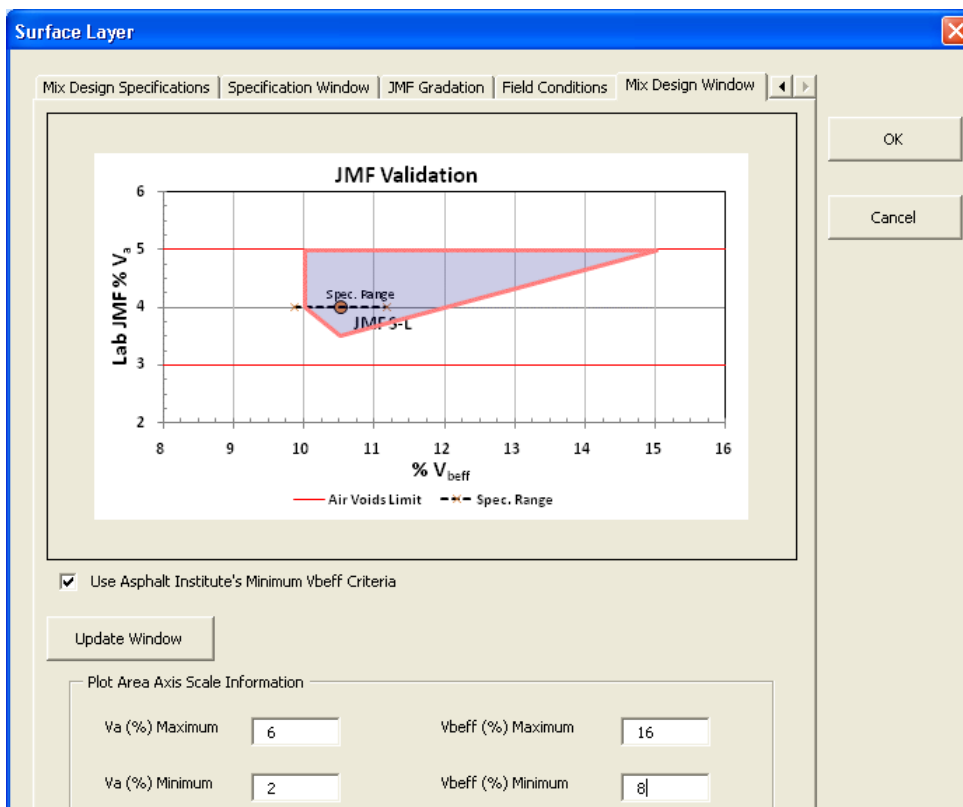 Surface Layer
Mix Design Specifications
Specification Window
JMF Gradation
Field Conditions
Mix Design Window
OK
Cancel
JMF Validation
6
5
4
3
2
Lab JMF % Va
Spec. Range
JMF S-L
8 9 10 11 12 13 14 15 16
% Vbeff
Air Voids Limit
Spec. Range
Use Asphalt Institute's Minimum Vbeff Criteria
Update Window
Plot Area Axis Scale Information
Va (%) Maximum 6
Vbeff (%) Maximum 16
Va (%) Minimum 2
Vbeff (%) Minimum 8